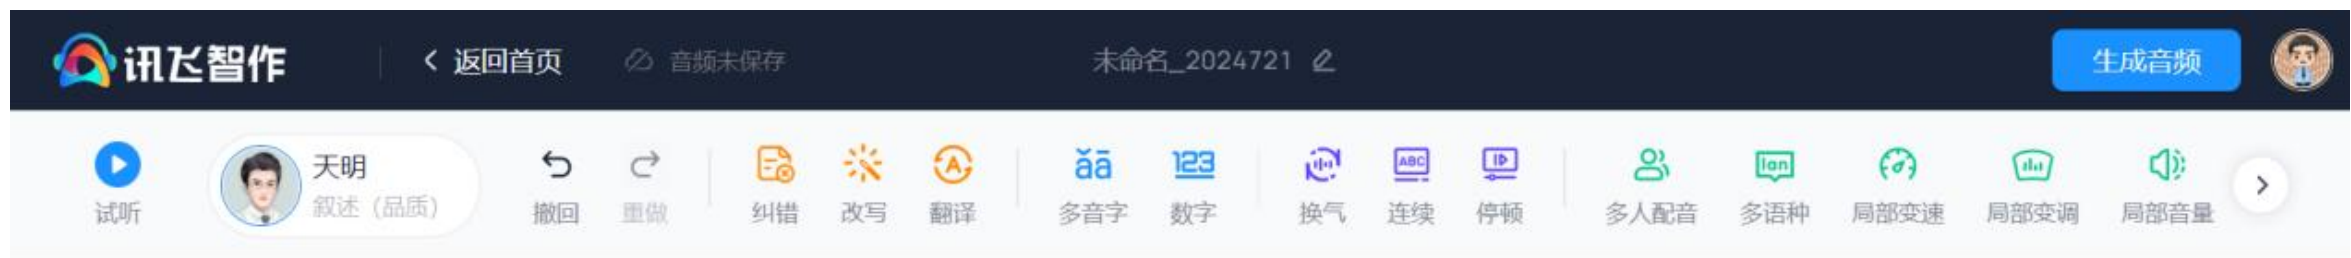 讯飞智作 返回首页 音频未保存 未命名_2024721 生成音频
天明
叙述（品质）
ǎā 123 ABC lan
试听 撤回 重做 纠错 改写 翻译 多音字 数字 换气 连续 停顿 多人配音 多语种 局部变速 局部变调 局部音量